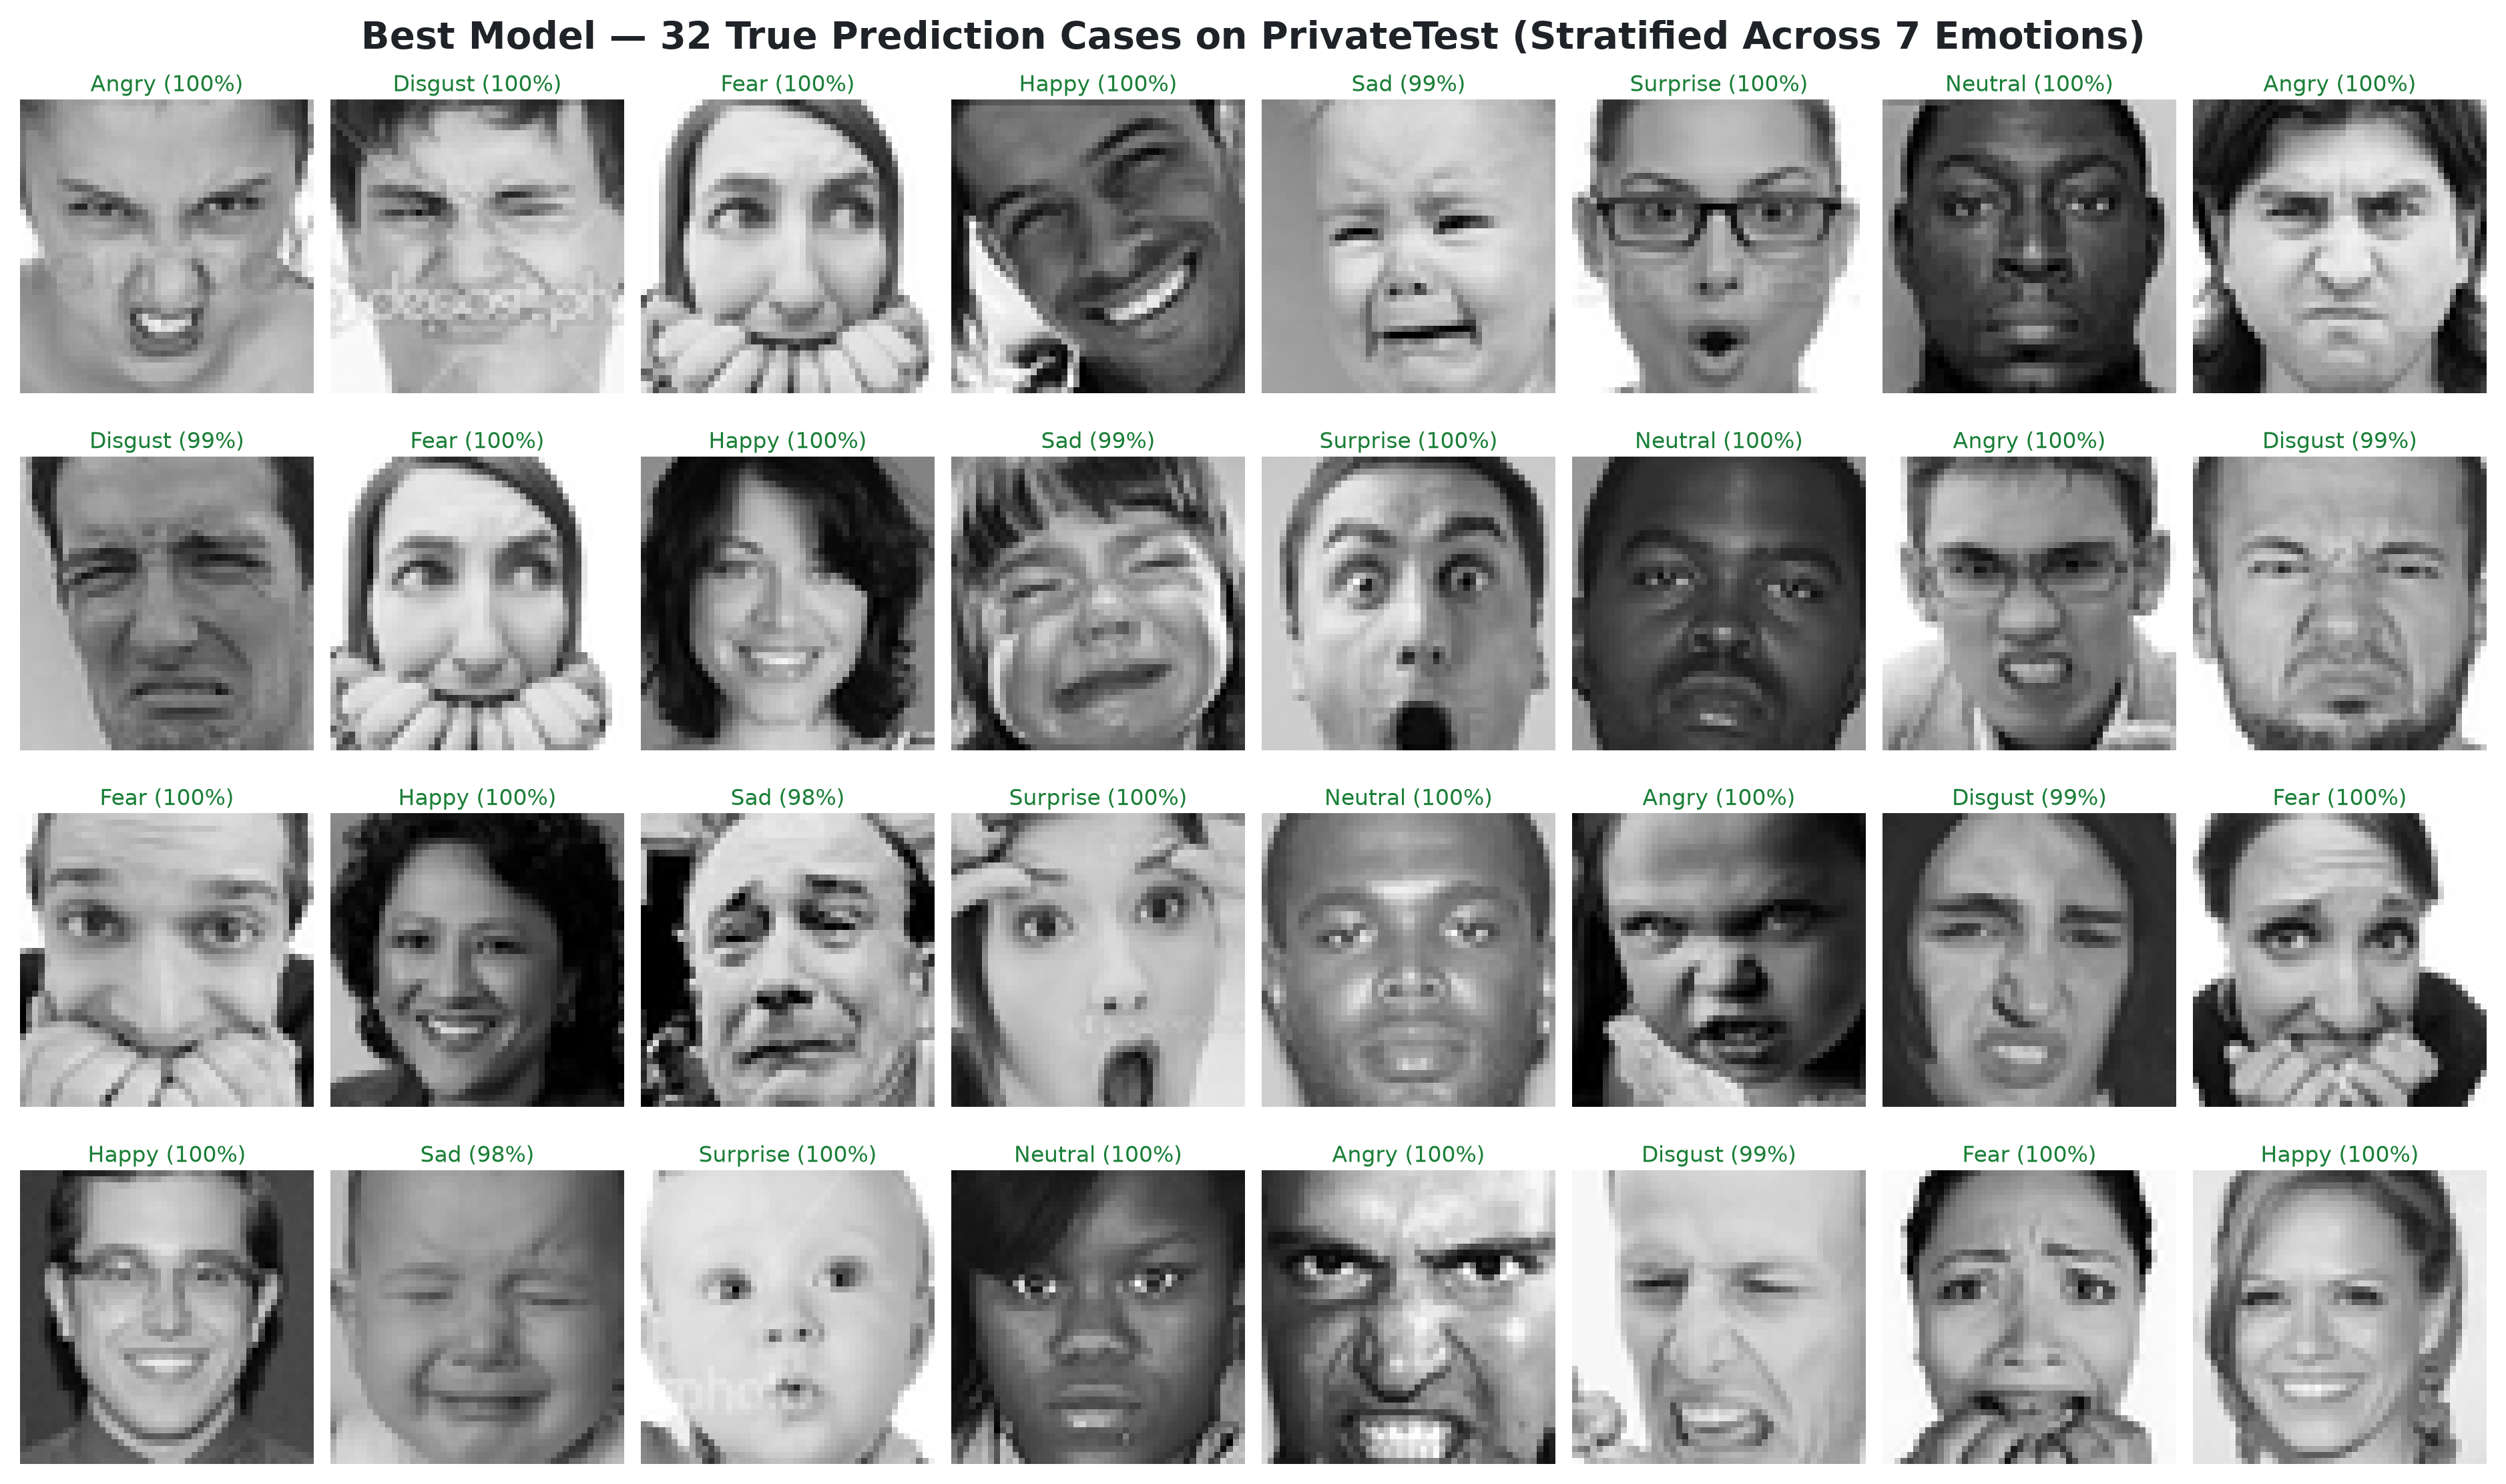 Best Model — 32 True Prediction Cases on PrivateTest (Stratified Across 7 Emotions)
Angry (100%) Disgust (100%) Fear (100%) Happy (100%) Sad (99%) Surprise (100%) Neutral (100%) Angry (100%)
Disgust (99%) Fear (100%) Happy (100%) Sad (99%) Surprise (100%) Neutral (100%) Angry (100%) Disgust (99%)
Fear (100%) Happy (100%) Sad (98%) Surprise (100%) Neutral (100%) Angry (100%) Disgust (99%) Fear (100%)
Happy (100%) Sad (98%) Surprise (100%) Neutral (100%) Angry (100%) Disgust (99%) Fear (100%) Happy (100%)